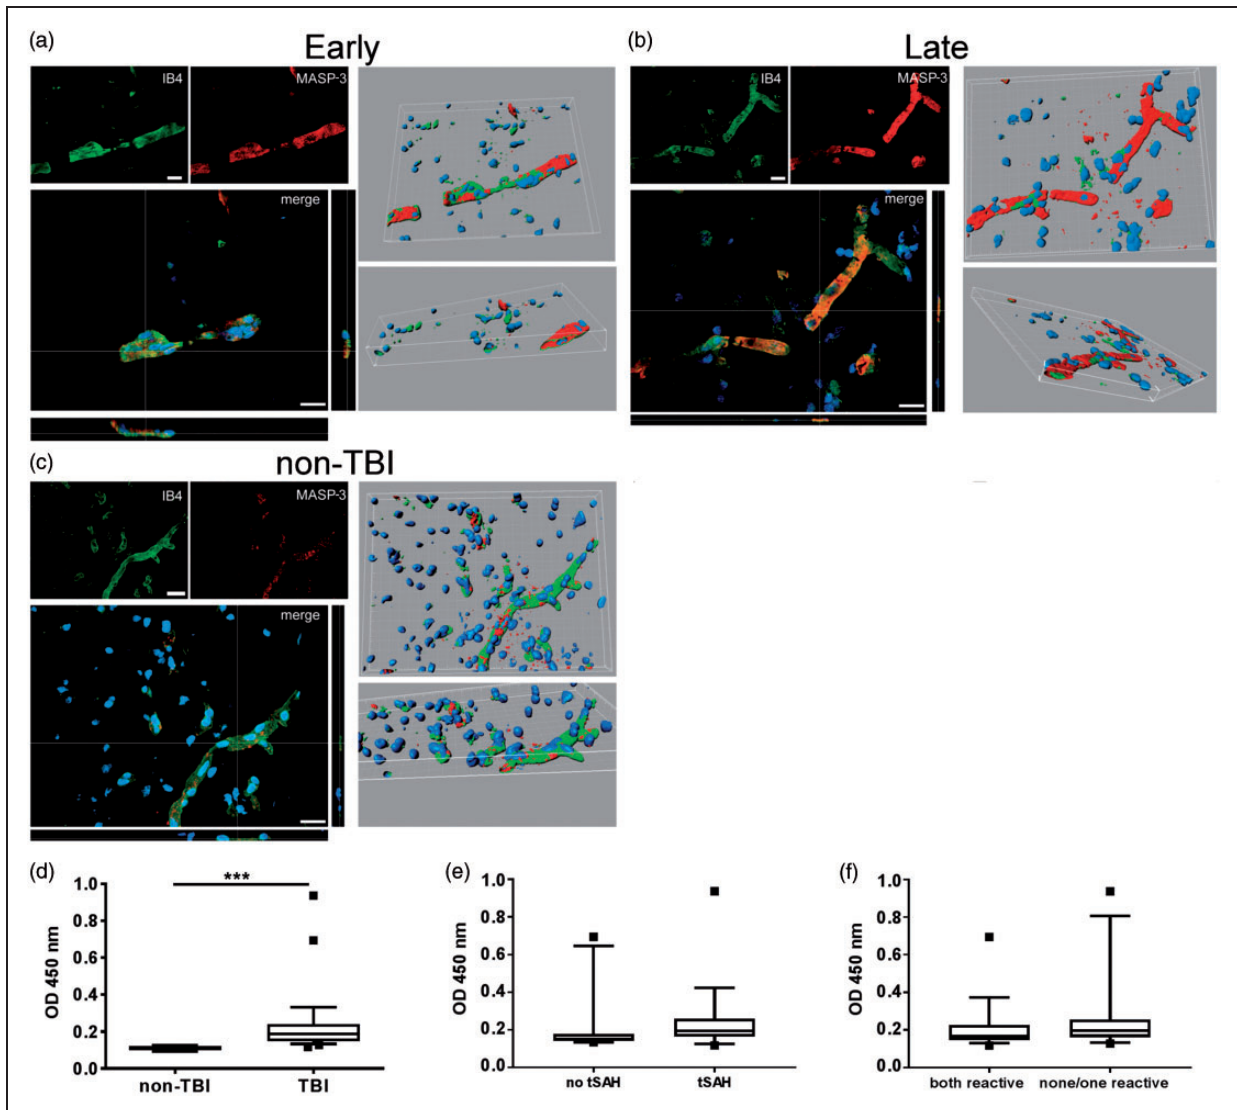 (a) Early
IB4
MASP-3
merge
(b) Late
IB4
MASP-3
merge
(c) non-TBI
IB4
MASP-3
merge
(d)
***
OD 450 nm
1.0
0.8
0.6
0.4
0.2
0.0
non-TBI TBI
(e)
OD 450 nm
1.0
0.8
0.6
0.4
0.2
0.0
no tSAH tSAH
(f)
OD 450 nm
1.0
0.8
0.6
0.4
0.2
0.0
both reactive none/one reactive